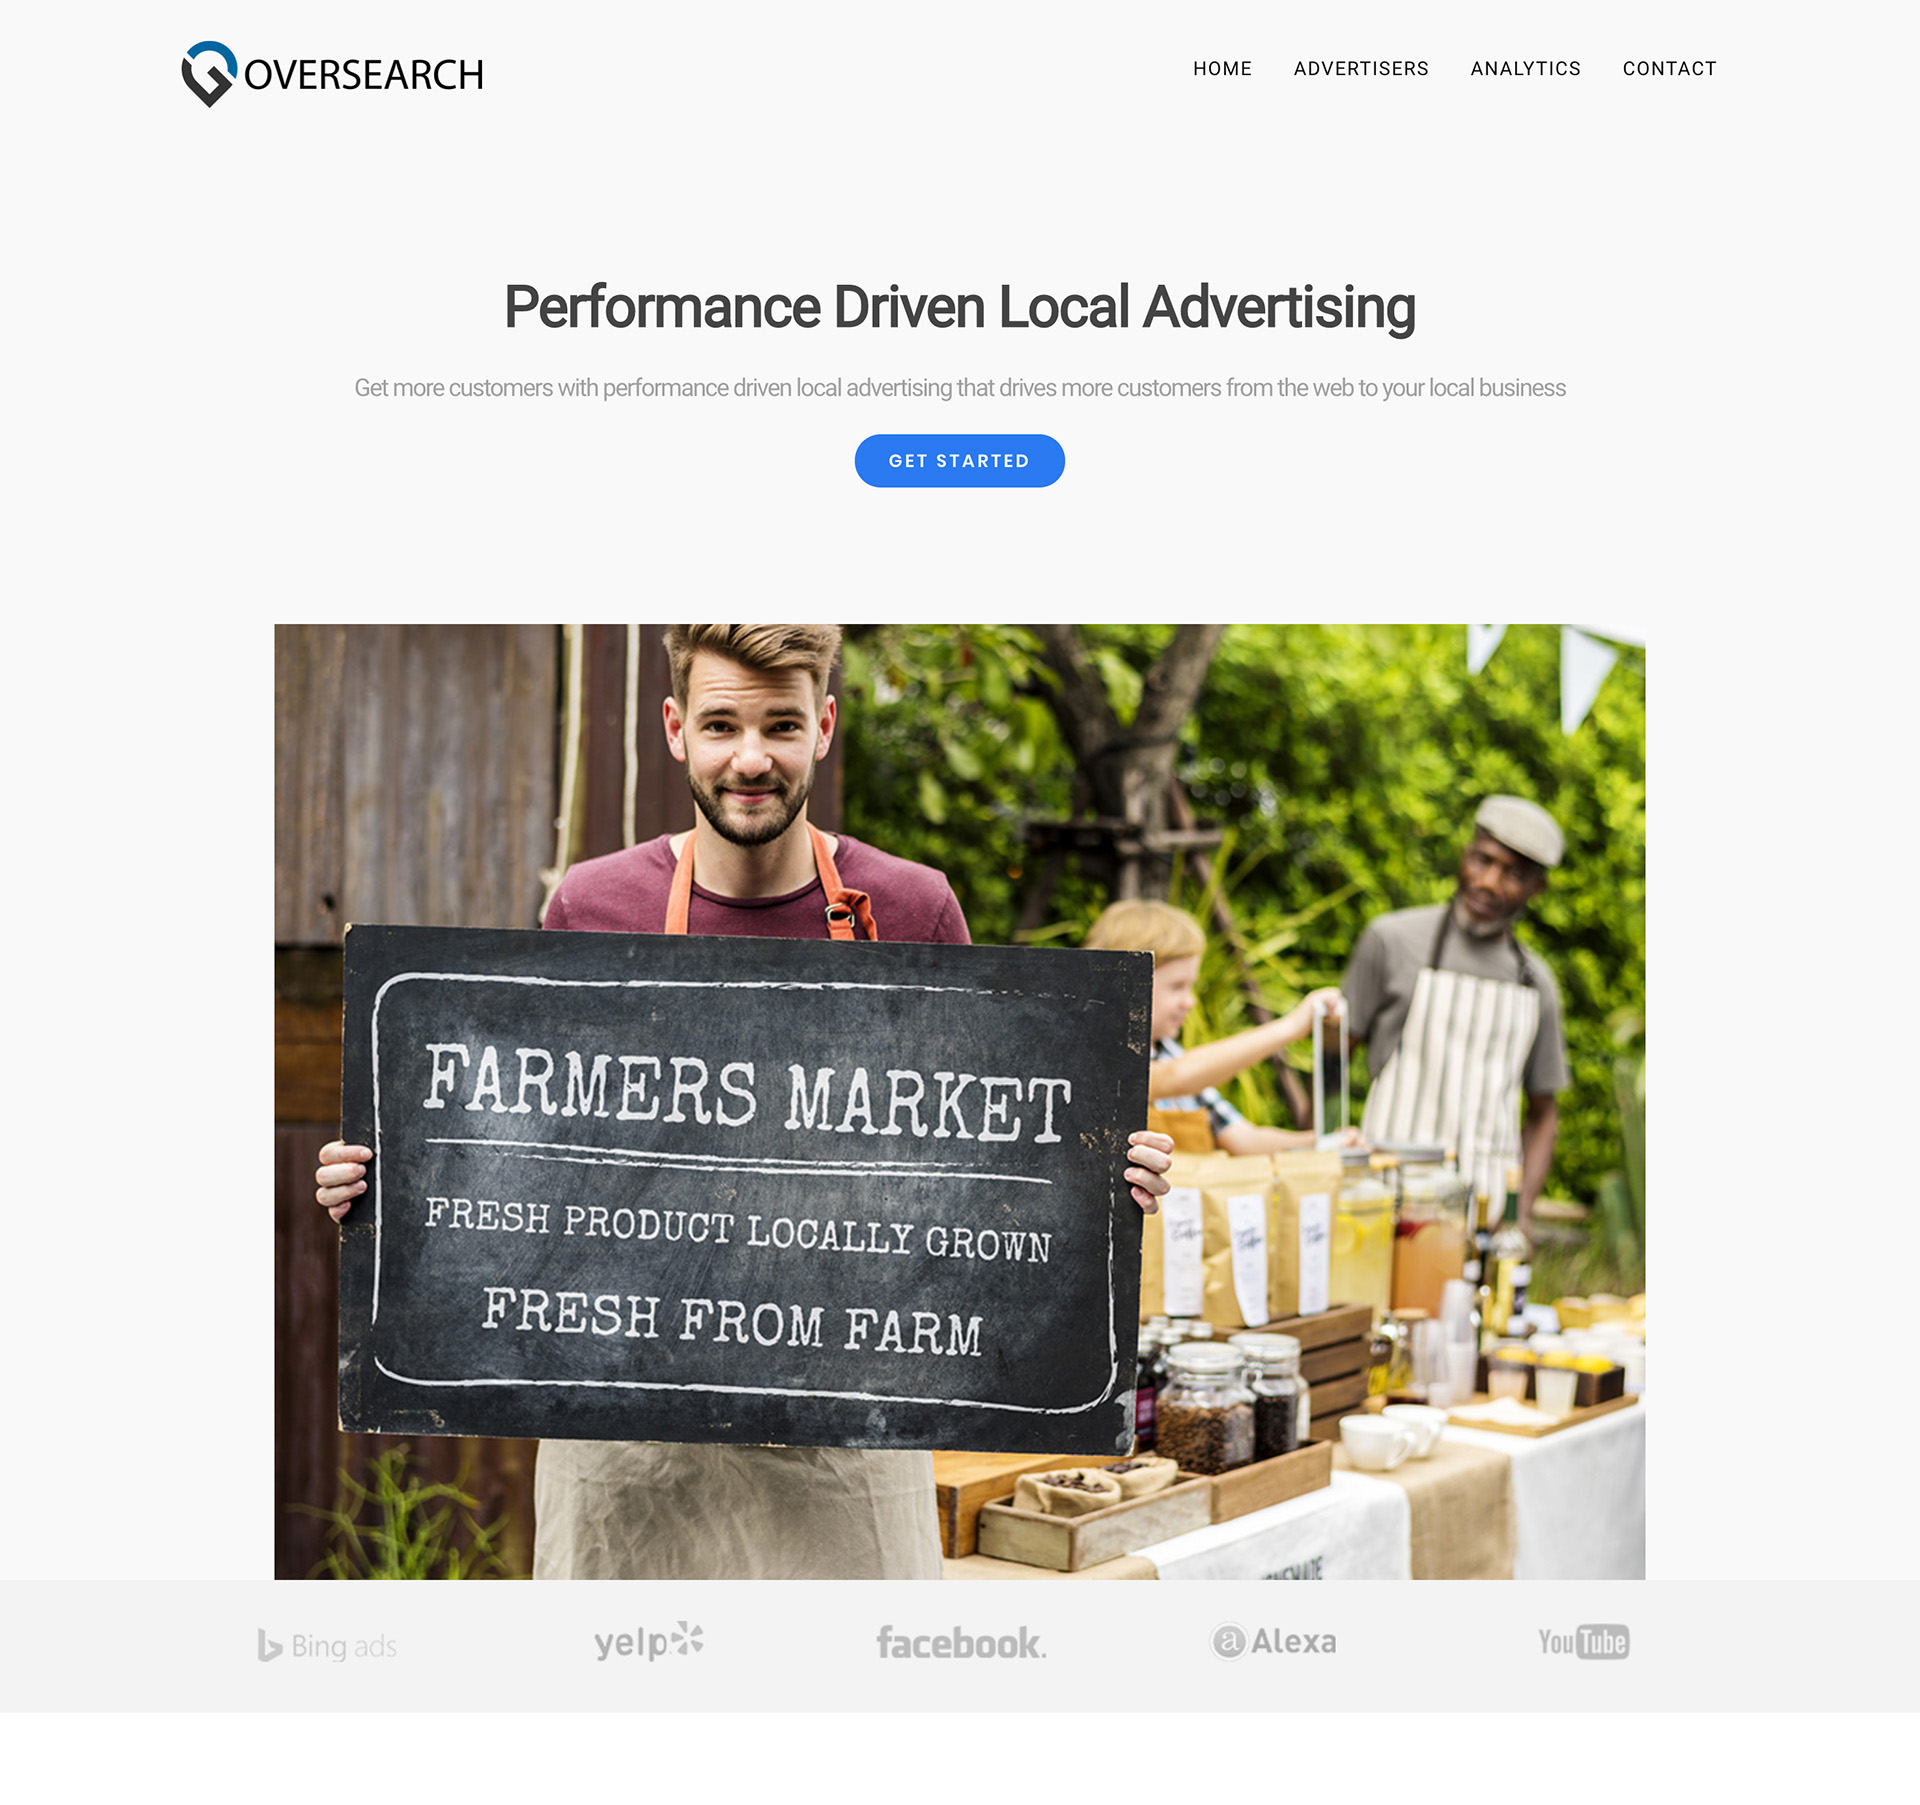 OVERSEARCH
HOME ADVERTISERS ANALYTICS CONTACT
Performance Driven Local Advertising
Get more customers with performance driven local advertising that drives more customers from the web to your local business
GET STARTED
FARMERS MARKET
FRESH PRODUCT LOCALLY GROWN
FRESH FROM FARM
Bing ads yelp facebook. a Alexa YouTube